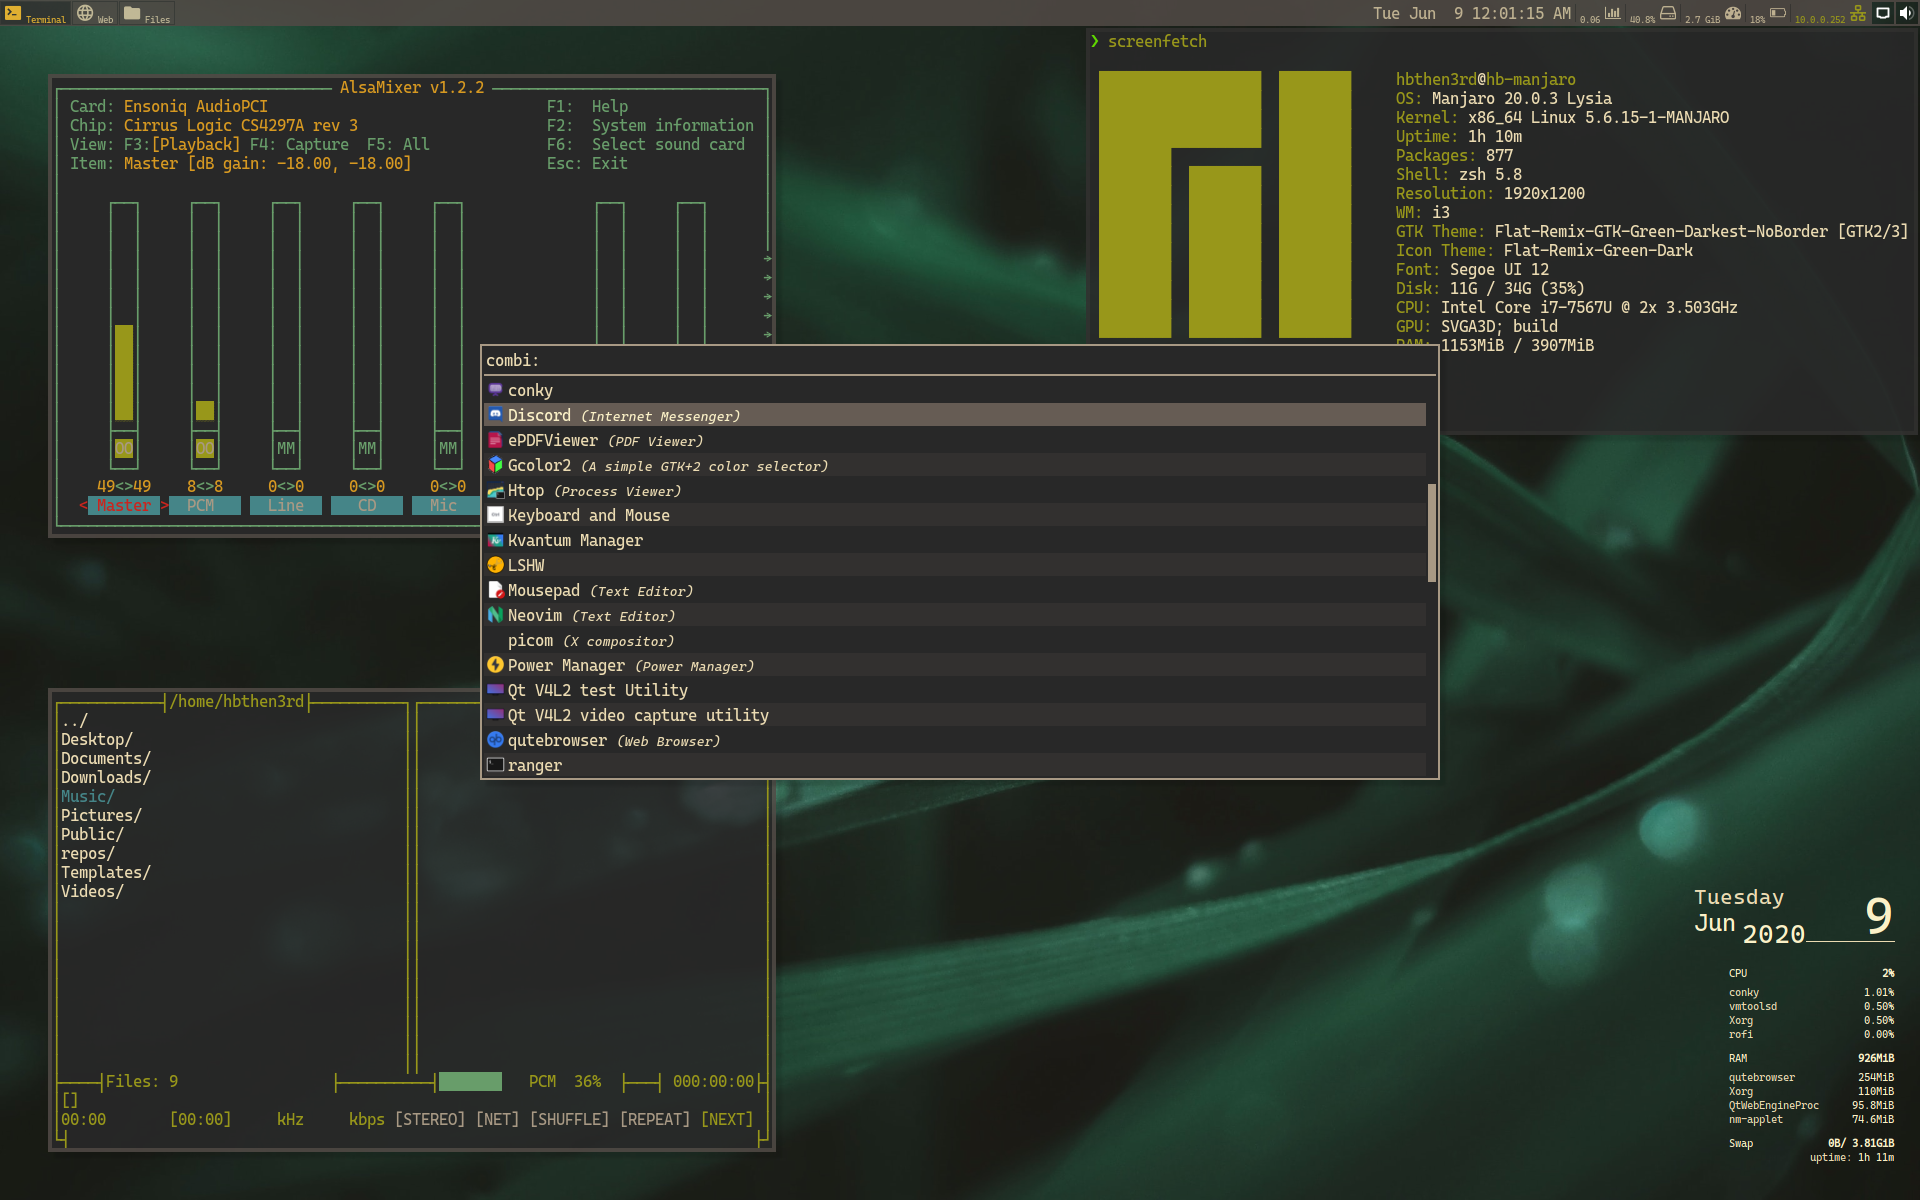 Terminal Web Files
Tue Jun  9 12:01:15 AM 0.06 40.8% 2.7 GiB 18% 10.0.0.252
AlsaMixer v1.2.2
Card: Ensoniq AudioPCI F1:  Help
Chip: Cirrus Logic CS4297A rev 3 F2:  System information
View: F3:[Playback] F4: Capture  F5: All F6:  Select sound card
Item: Master [dB gain: -18.00, -18.00] Esc: Exit
OO OO MM MM MM
49<>49 8<>8 0<>0 0<>0 0<>0
< Master > PCM Line CD Mic
❯ screenfetch
hbthen3rd@hb-manjaro
OS: Manjaro 20.0.3 Lysia
Kernel: x86_64 Linux 5.6.15-1-MANJARO
Uptime: 1h 10m
Packages: 877
Shell: zsh 5.8
Resolution: 1920x1200
WM: i3
GTK Theme: Flat-Remix-GTK-Green-Darkest-NoBorder [GTK2/3]
Icon Theme: Flat-Remix-Green-Dark
Font: Segoe UI 12
Disk: 11G / 34G (35%)
CPU: Intel Core i7-7567U @ 2x 3.503GHz
GPU: SVGA3D; build
RAM: 1153MiB / 3907MiB
combi:
conky
Discord (Internet Messenger)
ePDFViewer (PDF Viewer)
Gcolor2 (A simple GTK+2 color selector)
Htop (Process Viewer)
Keyboard and Mouse
Kvantum Manager
LSHW
Mousepad (Text Editor)
Neovim (Text Editor)
picom (X compositor)
Power Manager (Power Manager)
Qt V4L2 test Utility
Qt V4L2 video capture utility
qutebrowser (Web Browser)
ranger
/home/hbthen3rd
../
Desktop/
Documents/
Downloads/
Music/
Pictures/
Public/
repos/
Templates/
Videos/
Files: 9 PCM  36% 000:00:00
[]
00:00 [00:00] kHz kbps [STEREO] [NET] [SHUFFLE] [REPEAT] [NEXT]
Tuesday
Jun 2020 9
CPU 2%
conky 1.01%
vmtoolsd 0.50%
Xorg 0.50%
rofi 0.00%
RAM 926MiB
qutebrowser 254MiB
Xorg 110MiB
QtWebEngineProc 95.8MiB
nm-applet 74.6MiB
Swap 0B/ 3.81GiB
uptime: 1h 11m